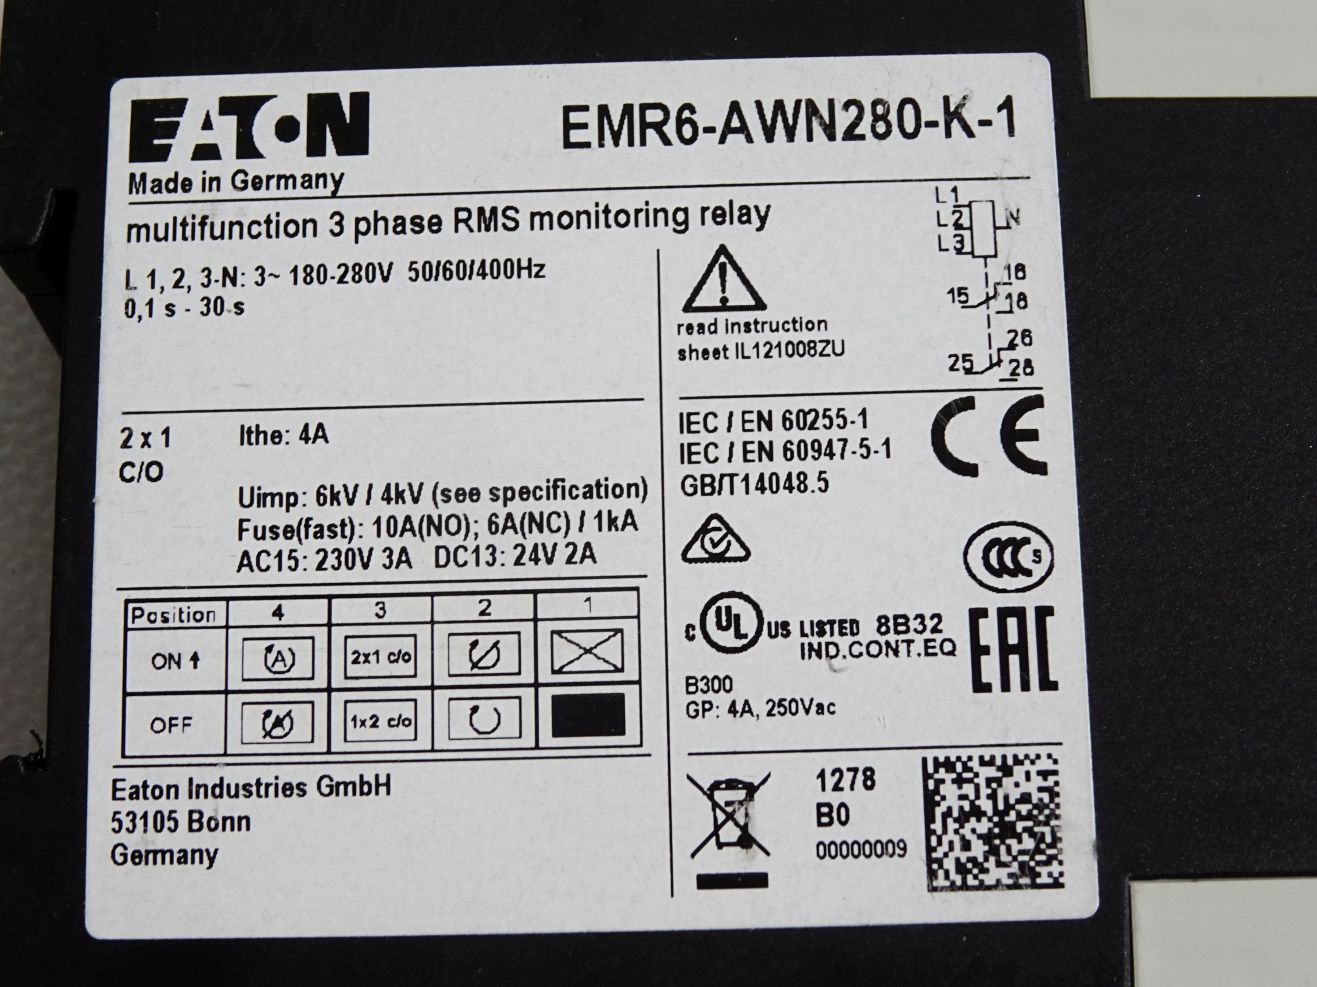 EATON
EMR6-AWN280-K-1
Made in Germany
multifunction 3 phase RMS monitoring relay
L 1, 2, 3-N: 3~ 180-280V 50/60/400Hz
0,1 s - 30 s
read instruction
sheet IL121008ZU
L1
L2
L3
N
15
16
18
25
26
28
2 x 1
C/O
Ithe: 4A
Uimp: 6kV / 4kV (see specification)
Fuse(fast): 10A(NO); 6A(NC) / 1kA
AC15: 230V 3A DC13: 24V 2A
IEC / EN 60255-1
IEC / EN 60947-5-1
GB/T14048.5
CE
CCC S
C UL US LISTED 8B32
IND.CONT.EQ
EAC
B300
GP: 4A, 250Vac
Position 4 3 2 1
ON ↑ A 2x1 c/o
OFF A 1x2 c/o
Eaton Industries GmbH
53105 Bonn
Germany
1278
B0
00000009